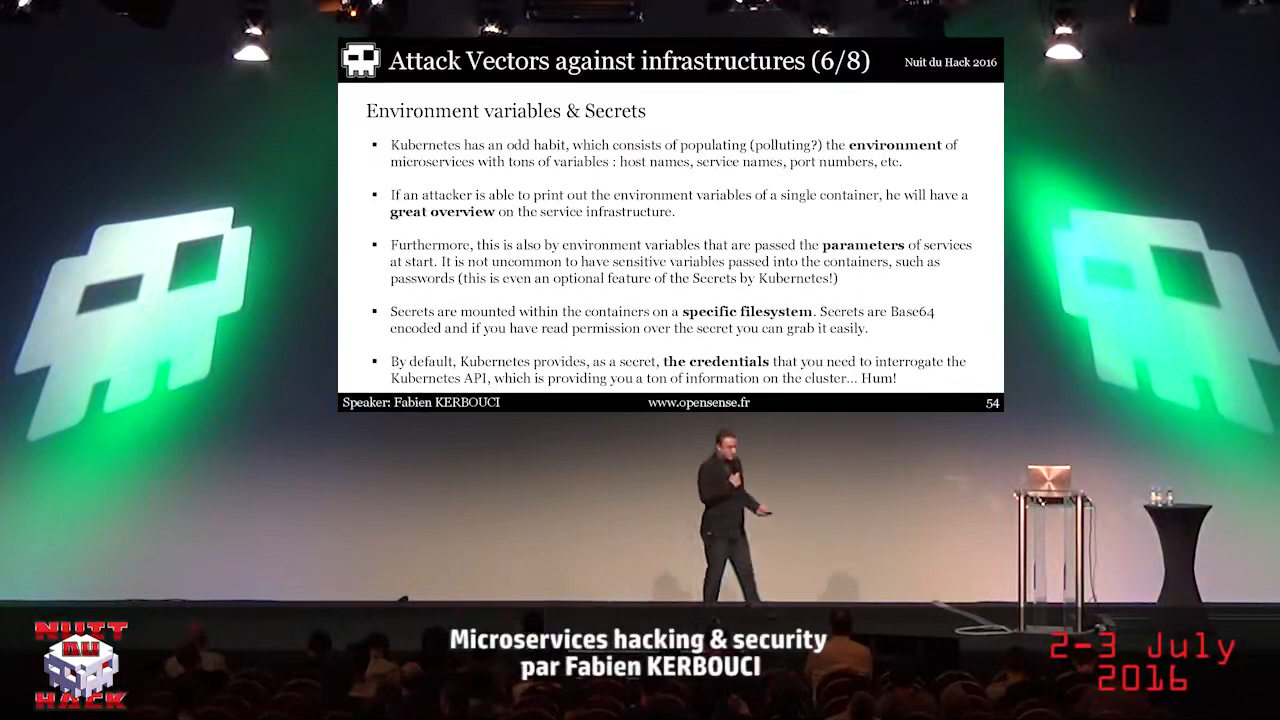 Attack Vectors against infrastructures (6/8)
Nuit du Hack 2016
Environment variables & Secrets
▪ Kubernetes has an odd habit, which consists of populating (polluting?) the environment of
microservices with tons of variables : host names, service names, port numbers, etc.
▪ If an attacker is able to print out the environment variables of a single container, he will have a
great overview on the service infrastructure.
▪ Furthermore, this is also by environment variables that are passed the parameters of services
at start. It is not uncommon to have sensitive variables passed into the containers, such as
passwords (this is even an optional feature of the Secrets by Kubernetes!)
▪ Secrets are mounted within the containers on a specific filesystem. Secrets are Base64
encoded and if you have read permission over the secret you can grab it easily.
▪ By default, Kubernetes provides, as a secret, the credentials that you need to interrogate the
Kubernetes API, which is providing you a ton of information on the cluster... Hum!
Speaker: Fabien KERBOUCI
www.opensense.fr
54
NUIT
DU
HACK
Microservices hacking & security
par Fabien KERBOUCI
2-3 July
2016